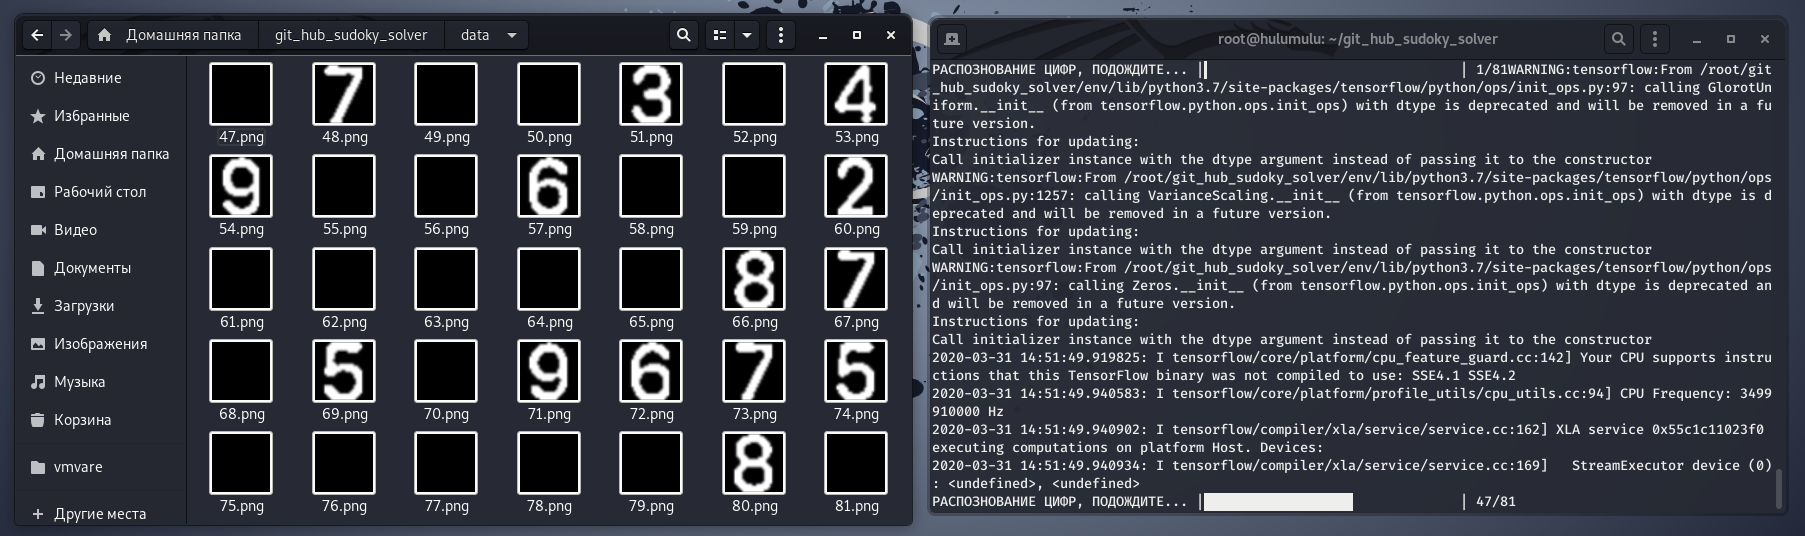 Домашняя папка git_hub_sudoky_solver data
Недавние
Избранные
Домашняя папка
Рабочий стол
Видео
Документы
Загрузки
Изображения
Музыка
Корзина
vmvare
+ Другие места
7 3 4
47.png 48.png 49.png 50.png 51.png 52.png 53.png
9 6 2
54.png 55.png 56.png 57.png 58.png 59.png 60.png
8 7
61.png 62.png 63.png 64.png 65.png 66.png 67.png
5 9 6 7 5
68.png 69.png 70.png 71.png 72.png 73.png 74.png
8
75.png 76.png 77.png 78.png 79.png 80.png 81.png
root@hulumulu: ~/git_hub_sudoky_solver
РАСПОЗНОВАНИЕ ЦИФР, ПОДОЖДИТЕ... | | 1/81WARNING:tensorflow:From /root/git
_hub_sudoky_solver/env/lib/python3.7/site-packages/tensorflow/python/ops/init_ops.py:97: calling GlorotUn
iform.__init__ (from tensorflow.python.ops.init_ops) with dtype is deprecated and will be removed in a fu
ture version.
Instructions for updating:
Call initializer instance with the dtype argument instead of passing it to the constructor
WARNING:tensorflow:From /root/git_hub_sudoky_solver/env/lib/python3.7/site-packages/tensorflow/python/ops
/init_ops.py:1257: calling VarianceScaling.__init__ (from tensorflow.python.ops.init_ops) with dtype is d
eprecated and will be removed in a future version.
Instructions for updating:
Call initializer instance with the dtype argument instead of passing it to the constructor
WARNING:tensorflow:From /root/git_hub_sudoky_solver/env/lib/python3.7/site-packages/tensorflow/python/ops
/init_ops.py:97: calling Zeros.__init__ (from tensorflow.python.ops.init_ops) with dtype is deprecated an
d will be removed in a future version.
Instructions for updating:
Call initializer instance with the dtype argument instead of passing it to the constructor
2020-03-31 14:51:49.919825: I tensorflow/core/platform/cpu_feature_guard.cc:142] Your CPU supports instru
ctions that this TensorFlow binary was not compiled to use: SSE4.1 SSE4.2
2020-03-31 14:51:49.940583: I tensorflow/core/platform/profile_utils/cpu_utils.cc:94] CPU Frequency: 3499
910000 Hz
2020-03-31 14:51:49.940902: I tensorflow/compiler/xla/service/service.cc:162] XLA service 0x55c1c11023f0
executing computations on platform Host. Devices:
2020-03-31 14:51:49.940934: I tensorflow/compiler/xla/service/service.cc:169]   StreamExecutor device (0)
: <undefined>, <undefined>
РАСПОЗНОВАНИЕ ЦИФР, ПОДОЖДИТЕ... | | 47/81